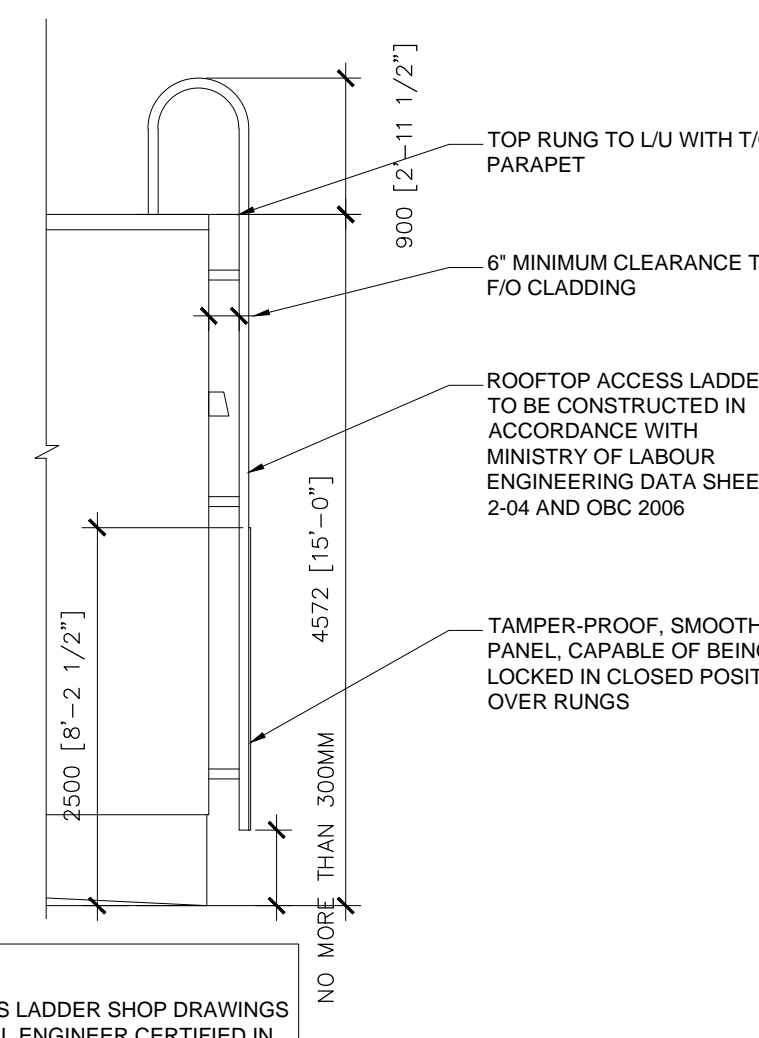 900 [2'-11 1/2"]
TOP RUNG TO L/U WITH T/O
PARAPET
6" MINIMUM CLEARANCE T
F/O CLADDING
ROOFTOP ACCESS LADDE
TO BE CONSTRUCTED IN
ACCORDANCE WITH
MINISTRY OF LABOUR
ENGINEERING DATA SHEE
2-04 AND OBC 2006
4572 [15'-0"]
2500 [8'-2 1/2"]
TAMPER-PROOF, SMOOTH
PANEL, CAPABLE OF BEING
LOCKED IN CLOSED POSIT
OVER RUNGS
NO MORE THAN 300MM
S LADDER SHOP DRAWINGS
L ENGINEER CERTIFIED IN